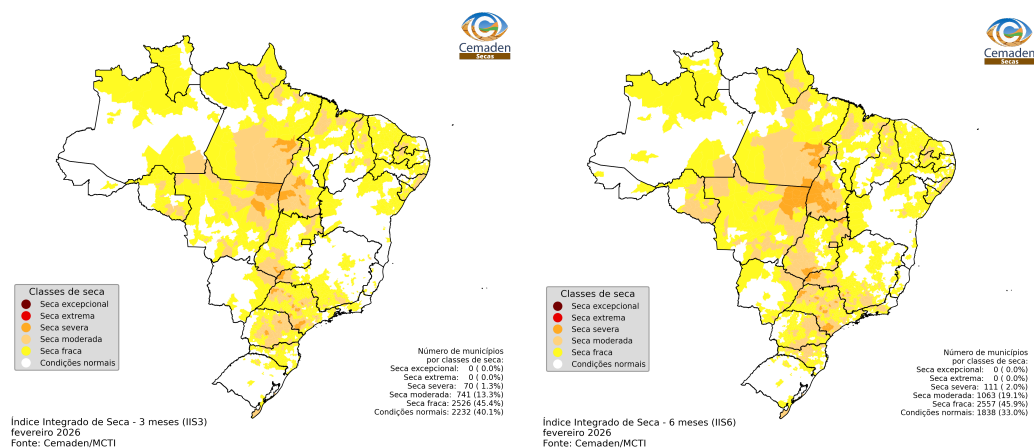 Cemaden
Secas
Classes de seca
Seca excepcional
Seca extrema
Seca severa
Seca moderada
Seca fraca
Condições normais
Número de municípios
por classes de seca:
Seca excepcional: 0 ( 0.0%)
Seca extrema: 0 ( 0.0%)
Seca severa: 70 ( 1.3%)
Seca moderada: 741 (13.3%)
Seca fraca: 2526 (45.4%)
Condições normais: 2232 (40.1%)
Índice Integrado de Seca - 3 meses (IIS3)
fevereiro 2026
Fonte: Cemaden/MCTI
Cemaden
Secas
Classes de seca
Seca excepcional
Seca extrema
Seca severa
Seca moderada
Seca fraca
Condições normais
Número de municípios
por classes de seca:
Seca excepcional: 0 ( 0.0%)
Seca extrema: 0 ( 0.0%)
Seca severa: 111 ( 2.0%)
Seca moderada: 1063 (19.1%)
Seca fraca: 2557 (45.9%)
Condições normais: 1838 (33.0%)
Índice Integrado de Seca - 6 meses (IIS6)
fevereiro 2026
Fonte: Cemaden/MCTI